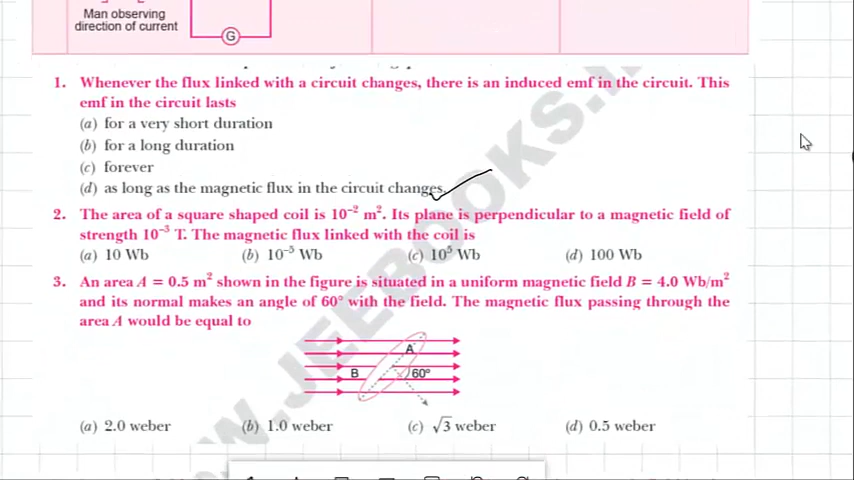 Man observing
direction of current
G
1. Whenever the flux linked with a circuit changes, there is an induced emf in the circuit. This
emf in the circuit lasts
(a) for a very short duration
(b) for a long duration
(c) forever
(d) as long as the magnetic flux in the circuit changes.
2. The area of a square shaped coil is 10⁻² m². Its plane is perpendicular to a magnetic field of
strength 10⁻³ T. The magnetic flux linked with the coil is
(a) 10 Wb (b) 10⁻⁵ Wb (c) 10⁵ Wb (d) 100 Wb
3. An area A = 0.5 m² shown in the figure is situated in a uniform magnetic field B = 4.0 Wb/m²
and its normal makes an angle of 60° with the field. The magnetic flux passing through the
area A would be equal to
A
B 60°
(a) 2.0 weber (b) 1.0 weber (c) √3 weber (d) 0.5 weber